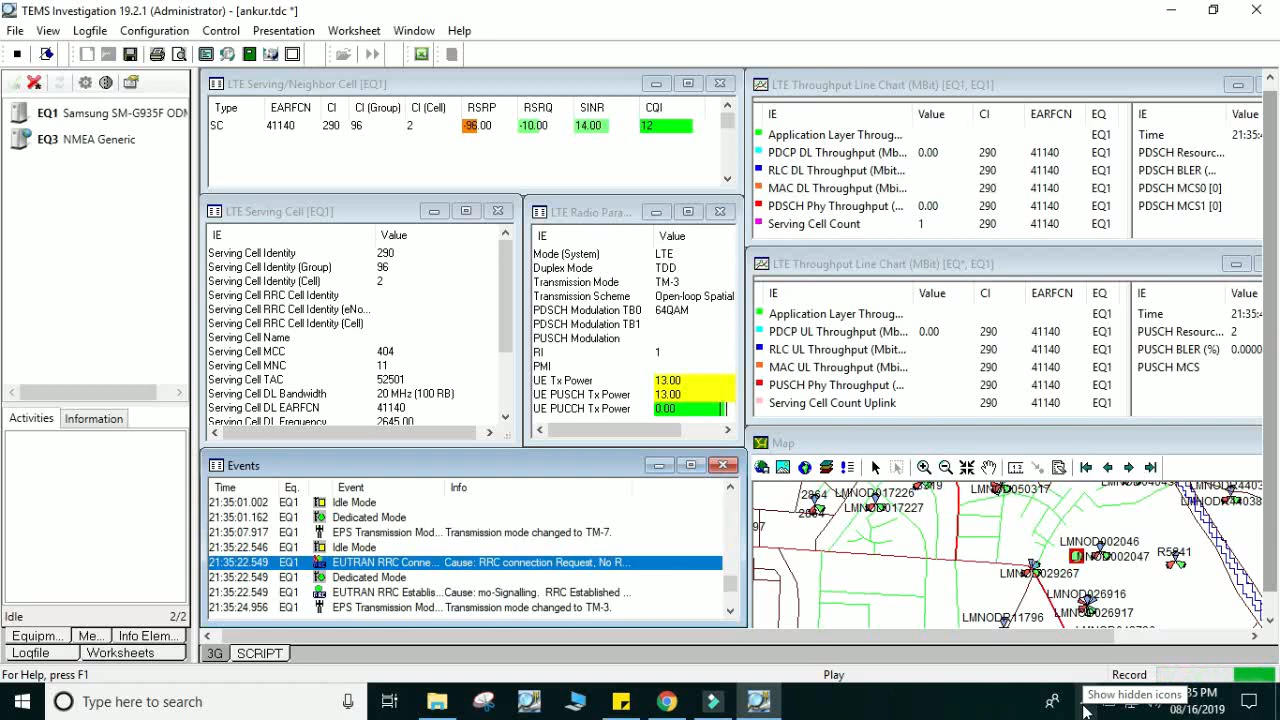 TEMS Investigation 19.2.1 (Administrator) - [ankur.tdc *]
File View Logfile Configuration Control Presentation Worksheet Window Help
EQ1 Samsung SM-G935F ODM
EQ3 NMEA Generic
Activities Information
Idle 2/2
Equipm... Me... Info Elem...
Logfile Worksheets
LTE Serving/Neighbor Cell [EQ1]
Type EARFCN CI CI (Group) CI (Cell) RSRP RSRQ SINR CQI
SC 41140 290 96 2 -96.00 -10.00 14.00 12
LTE Serving Cell [EQ1]
IE Value
Serving Cell Identity 290
Serving Cell Identity (Group) 96
Serving Cell Identity (Cell) 2
Serving Cell RRC Cell Identity
Serving Cell RRC Cell Identity (eNo...
Serving Cell RRC Cell Identity (Cell)
Serving Cell Name
Serving Cell MCC 404
Serving Cell MNC 11
Serving Cell TAC 52501
Serving Cell DL Bandwidth 20 MHz (100 RB)
Serving Cell DL EARFCN 41140
Serving Cell DL Frequency 2645.00
LTE Radio Para...
IE Value
Mode (System) LTE
Duplex Mode TDD
Transmission Mode TM-3
Transmission Scheme Open-loop Spatial
PDSCH Modulation TB0 64QAM
PDSCH Modulation TB1
PUSCH Modulation
RI 1
PMI
UE Tx Power 13.00
UE PUSCH Tx Power 13.00
UE PUCCH Tx Power 0.00
LTE Throughput Line Chart (MBit) [EQ1, EQ1]
IE Value CI EARFCN EQ IE Value
Application Layer Throug... EQ1 Time 21:35:
PDCP DL Throughput (Mb... 0.00 290 41140 EQ1 PDSCH Resourc...
RLC DL Throughput (Mbit... 290 41140 EQ1 PDSCH BLER (...
MAC DL Throughput (Mbi... 290 41140 EQ1 PDSCH MCS0 [0]
PDSCH Phy Throughput (... 0.00 290 41140 EQ1 PDSCH MCS1 [0]
Serving Cell Count 1 290 41140 EQ1
LTE Throughput Line Chart (MBit) [EQ*, EQ1]
IE Value CI EARFCN EQ IE Value
Application Layer Throug... EQ1 Time 21:35:
PDCP UL Throughput (Mb... 0.00 290 41140 EQ1 PUSCH Resourc... 2
RLC UL Throughput (Mbit... 290 41140 EQ1 PUSCH BLER (%) 0.0000
MAC UL Throughput (Mbi... 290 41140 EQ1 PUSCH MCS
PUSCH Phy Throughput (... 290 41140 EQ1
Serving Cell Count Uplink 290 41140 EQ1
Events
Time Eq. Event Info
21:35:01.002 EQ1 Idle Mode
21:35:01.162 EQ1 Dedicated Mode
21:35:07.917 EQ1 EPS Transmission Mod... Transmission mode changed to TM-7.
21:35:22.546 EQ1 Idle Mode
21:35:22.549 EQ1 EUTRAN RRC Conne... Cause: RRC connection Request, No R...
21:35:22.549 EQ1 Dedicated Mode
21:35:22.549 EQ1 EUTRAN RRC Establis... Cause: mo-Signalling. RRC Established ...
21:35:24.956 EQ1 EPS Transmission Mod... Transmission mode changed to TM-3.
3G SCRIPT
Map
2864
LMNOD017226
LMNOD017227
LMNOD050317
LMNOD002046
R5841
LMNOD029267
LMNOD026916
LMNOD026917
LMNODR11796
For Help, press F1 Play Record
Show hidden icons
Type here to search
08/16/2019